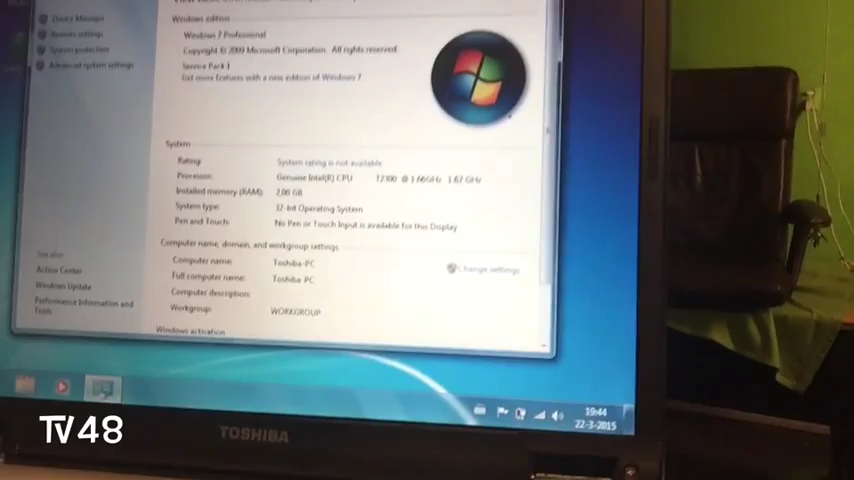 Device Manager
Remote settings
System protection
Advanced system settings
Windows edition
Windows 7 Professional
Copyright © 2009 Microsoft Corporation. All rights reserved.
Service Pack 1
Get more features with a new edition of Windows 7
System
Rating: System rating is not available
Processor: Genuine Intel(R) CPU T2300 @ 1.66GHz 1.67 GHz
Installed memory (RAM): 2,00 GB
System type: 32-bit Operating System
Pen and Touch: No Pen or Touch Input is available for this Display
Computer name, domain, and workgroup settings
Computer name: Toshiba-PC
Change settings
Full computer name: Toshiba-PC
Computer description:
Workgroup: WORKGROUP
Windows activation
See also
Action Center
Windows Update
Performance Information and
Tools
19:44
22-3-2015
TV48
TOSHIBA